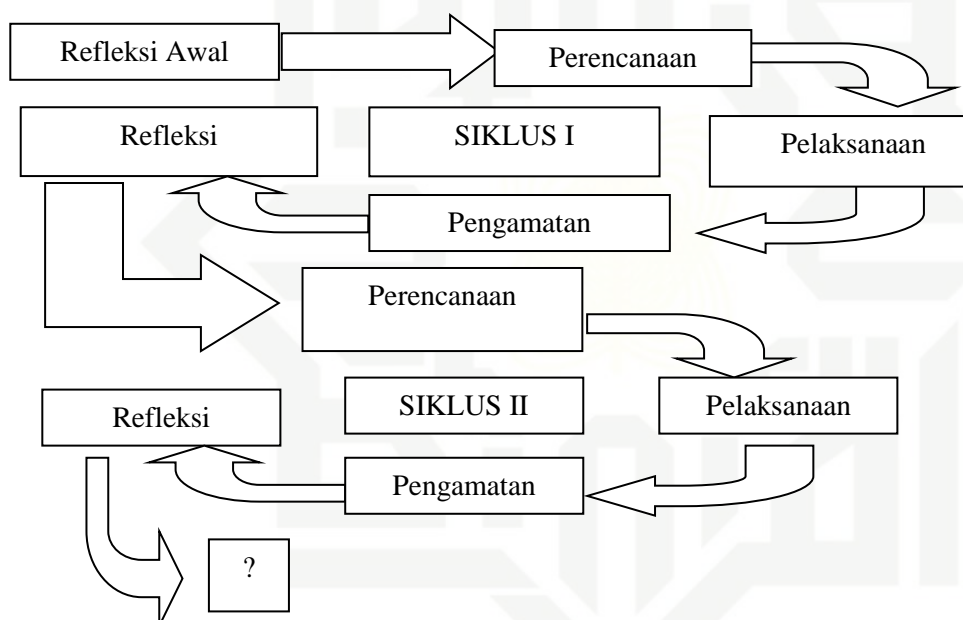 Refleksi Awal
Perencanaan
Refleksi
SIKLUS I
Pelaksanaan
Pengamatan
Perencanaan
Refleksi
SIKLUS II
Pelaksanaan
Pengamatan
?